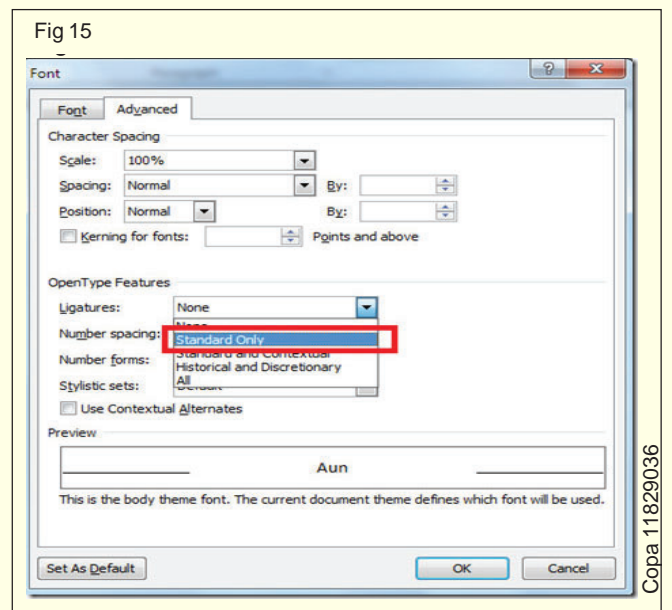 Fig 15
Font
Font Advanced
Character Spacing
Scale: 100%
Spacing: Normal By:
Position: Normal By:
Kerning for fonts: Points and above
OpenType Features
Ligatures: None
None
Number spacing: Standard Only
Standard and Contextual
Number forms: Historical and Discretionary
All
Stylistic sets: Default
Use Contextual Alternates
Preview
Aun
This is the body theme font. The current document theme defines which font will be used.
Set As Default OK Cancel
Copa 11829036